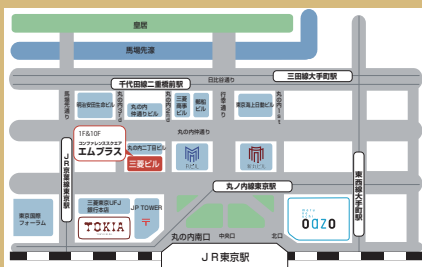 皇居
馬場先濠
日比谷通り
三田線大手町駅
千代田線二重橋前駅
馬場先通り
明治安田生命ビル
丸の内
仲通りビル
三菱
商事
ビル
郵船
ビル
行幸通り
東京海上日動ビル
1F&10F
コンファレンススクエア
エムプラス
丸の内仲通り
丸の内二丁目ビル
三菱ビル
JR京葉線東京駅
丸ノ内線東京駅
東西線大手町駅
東京国際
フォーラム
三菱東京UFJ
銀行本店
TOKIA
JP TOWER
〒
OAZO
丸の内南口
中央口
北口
JR東京駅